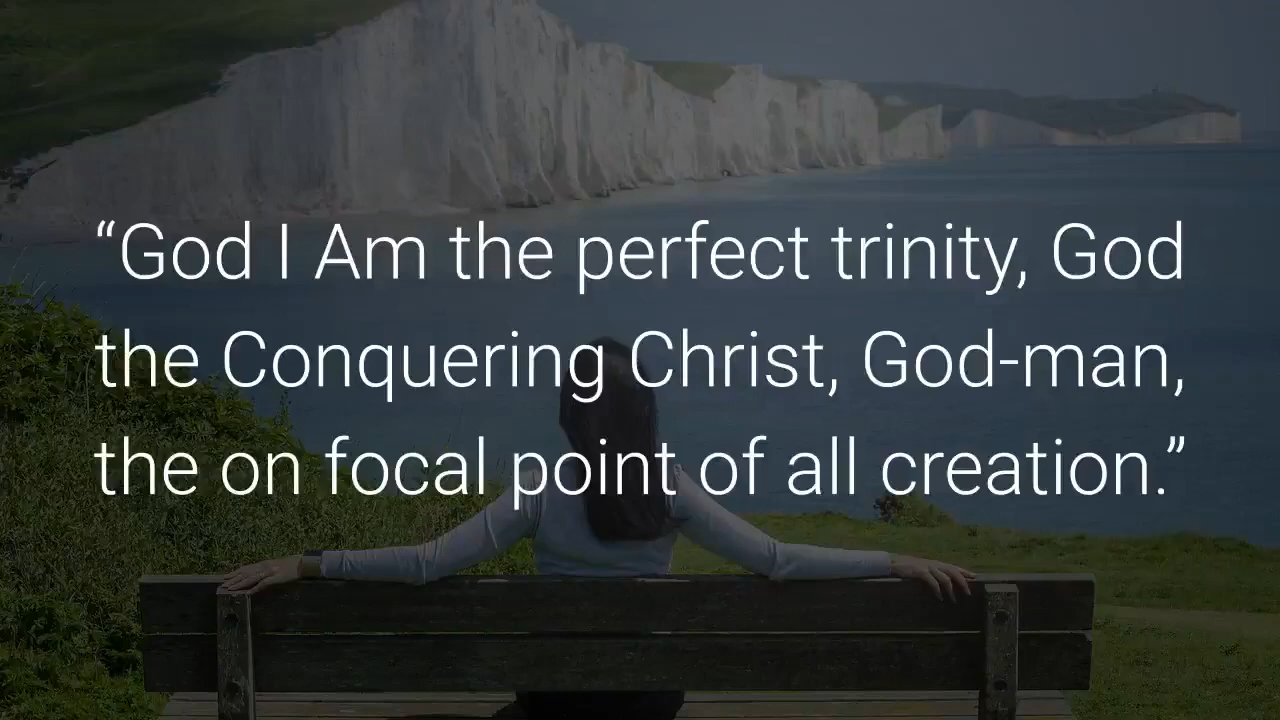 “God I Am the perfect trinity, God
the Conquering Christ, God-man,
the on focal point of all creation.”